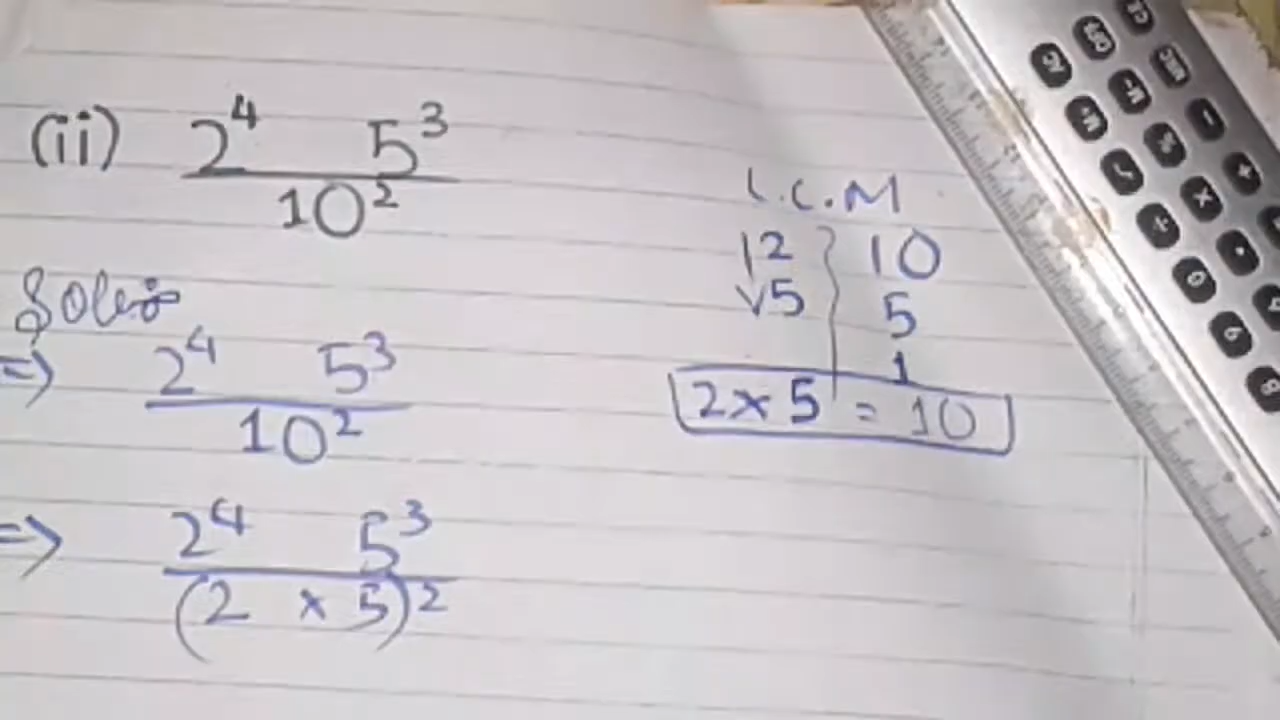 (ii) 2⁴ 5³
10²
Sol:-
=> 2⁴ 5³
10²
=> 2⁴ 5³
(2 × 5)²
L.C.M
2 10
5 5
1
2 × 5 = 10